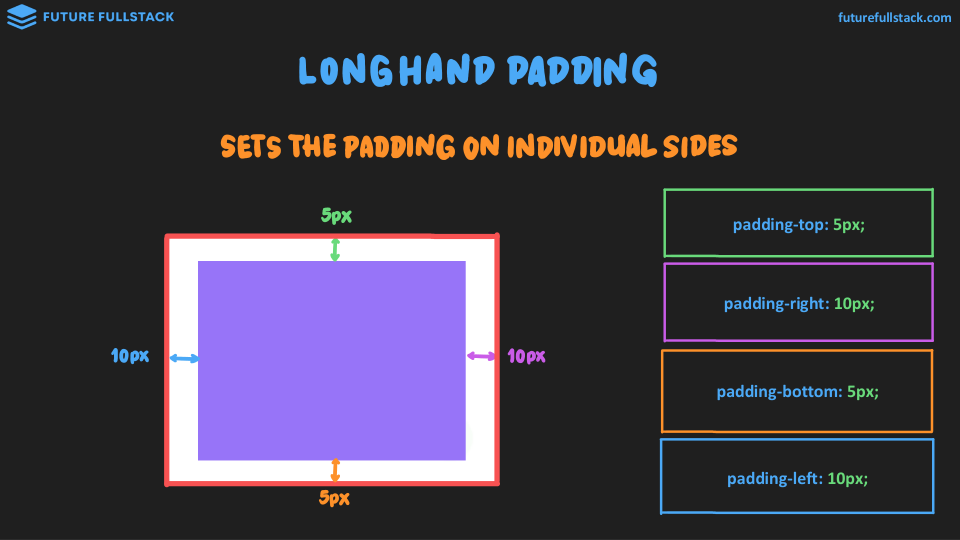 FUTURE FULLSTACK
futurefullstack.com
LONGHAND PADDING
SETS THE PADDING ON INDIVIDUAL SIDES
5px
10px
10px
5px
padding-top: 5px;
padding-right: 10px;
padding-bottom: 5px;
padding-left: 10px;